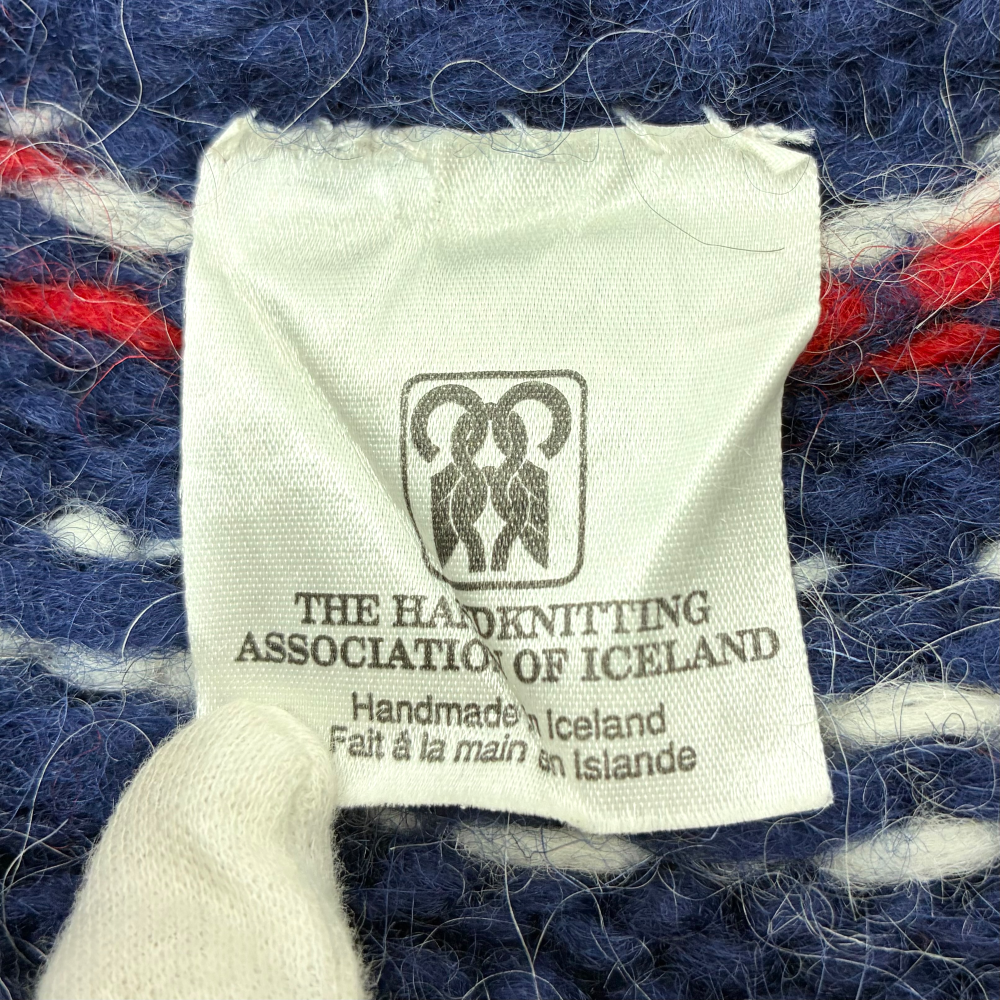 THE HANDKNITTING
ASSOCIATION OF ICELAND
Handmade in Iceland
Fait à la main en Islande